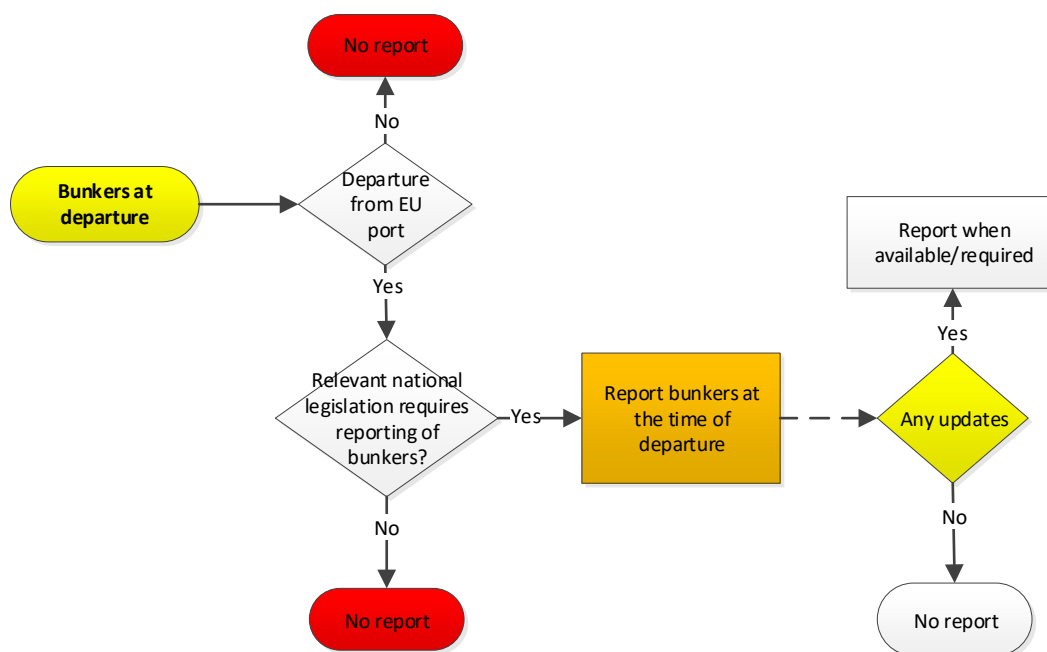 No report
No
Bunkers at
departure
Departure
from EU
port
Yes
Relevant national
legislation requires
reporting of
bunkers?
Yes
No
No report
Report bunkers at
the time of
departure
Report when
available/required
Yes
Any updates
No
No report